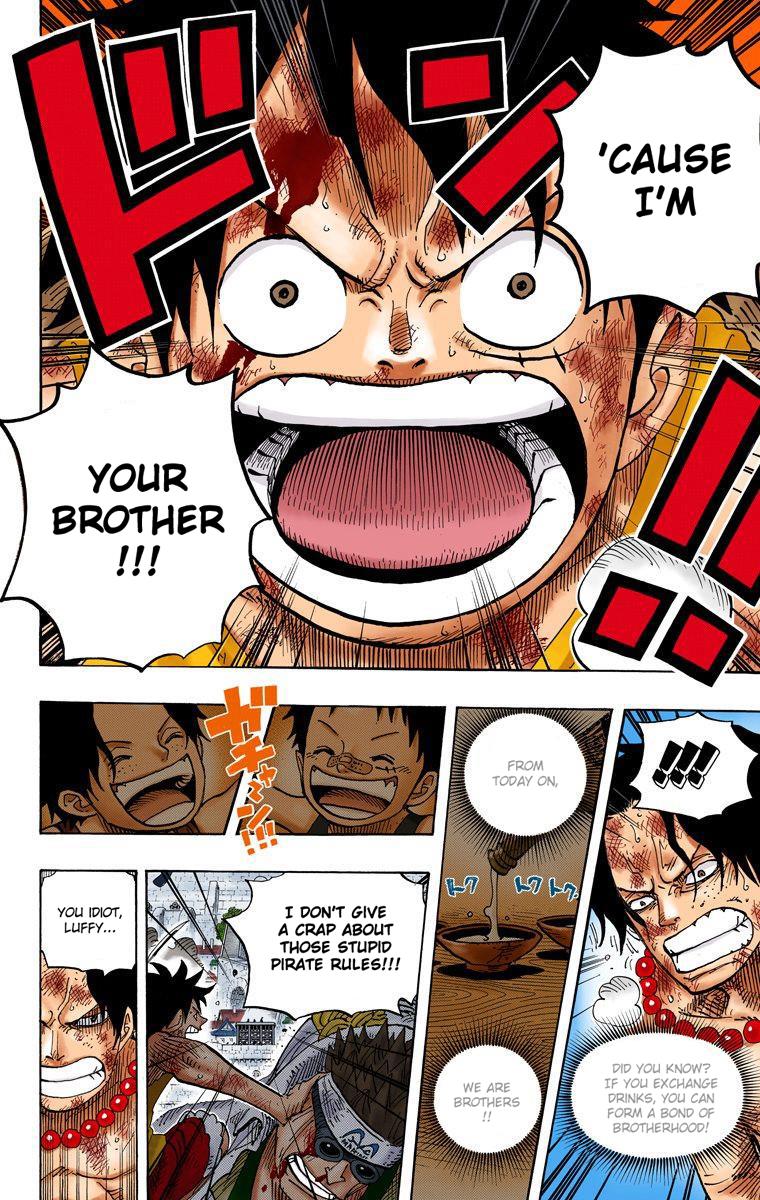 'CAUSE
I'M
YOUR
BROTHER
!!!
ドン!!
!!!!
DID YOU KNOW?
IF YOU EXCHANGE
DRINKS, YOU CAN
FORM A BOND OF
BROTHERHOOD!
FROM
TODAY ON,
トク
トク
トク
WE ARE
BROTHERS
!!
ガチャーン!!!
I DON'T GIVE
A CRAP ABOUT
THOSE STUPID
PIRATE RULES!!!
YOU IDIOT,
LUFFY...